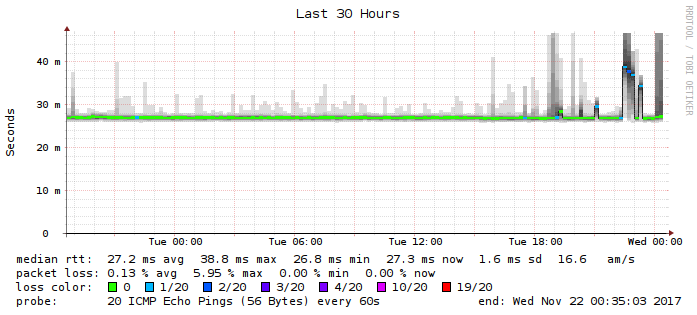 Last 30 Hours
RRDTOOL / TOBI OETIKER
Seconds
40 m
30 m
20 m
10 m
0
Tue 00:00 Tue 06:00 Tue 12:00 Tue 18:00 Wed 00:00
median rtt: 27.2 ms avg 38.8 ms max 26.8 ms min 27.3 ms now 1.6 ms sd 16.6 am/s
packet loss: 0.13 % avg 5.95 % max 0.00 % min 0.00 % now
loss color: 0 1/20 2/20 3/20 4/20 10/20 19/20
probe: 20 ICMP Echo Pings (56 Bytes) every 60s end: Wed Nov 22 00:35:03 2017